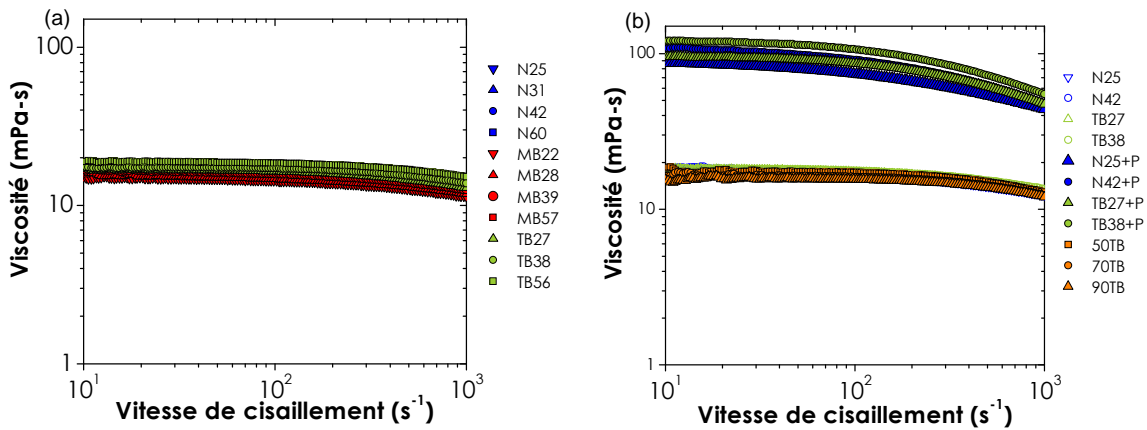 (a)
Viscosité (mPa-s)
100
10
1
10¹
10²
10³
Vitesse de cisaillement (s⁻¹)
N25
N31
N42
N60
MB22
MB28
MB39
MB57
TB27
TB38
TB56
(b)
Viscosité (mPa-s)
100
10
1
10¹
10²
10³
Vitesse de cisaillement (s⁻¹)
N25
N42
TB27
TB38
N25+P
N42+P
TB27+P
TB38+P
50TB
70TB
90TB